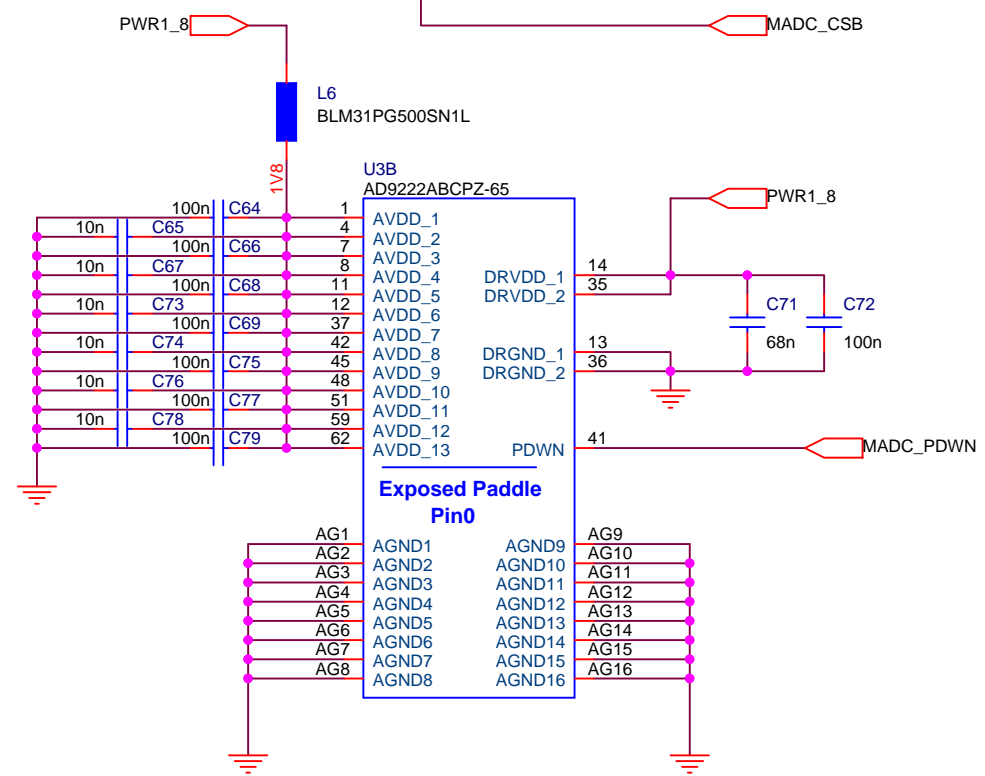 PWR1_8
MADC_CSB
L6
BLM31PG500SN1L
1V8
U3B
AD9222ABCPZ-65
PWR1_8
100n C64 1 AVDD_1
10n C65 4 AVDD_2
100n C66 7 AVDD_3
10n C67 8 AVDD_4 DRVDD_1 14
100n C68 11 AVDD_5 DRVDD_2 35
10n C73 12 AVDD_6 C71 C72
100n C69 37 AVDD_7
68n 100n
10n C74 42 AVDD_8 DRGND_1 13
100n C75 45 AVDD_9 DRGND_2 36
10n C76 48 AVDD_10
100n C77 51 AVDD_11
10n C78 59 AVDD_12
100n C79 62 AVDD_13 PDWN 41 MADC_PDWN
Exposed Paddle
Pin0
AG1 AGND1 AGND9 AG9
AG2 AGND2 AGND10 AG10
AG3 AGND3 AGND11 AG11
AG4 AGND4 AGND12 AG12
AG5 AGND5 AGND13 AG13
AG6 AGND6 AGND14 AG14
AG7 AGND7 AGND15 AG15
AG8 AGND8 AGND16 AG16